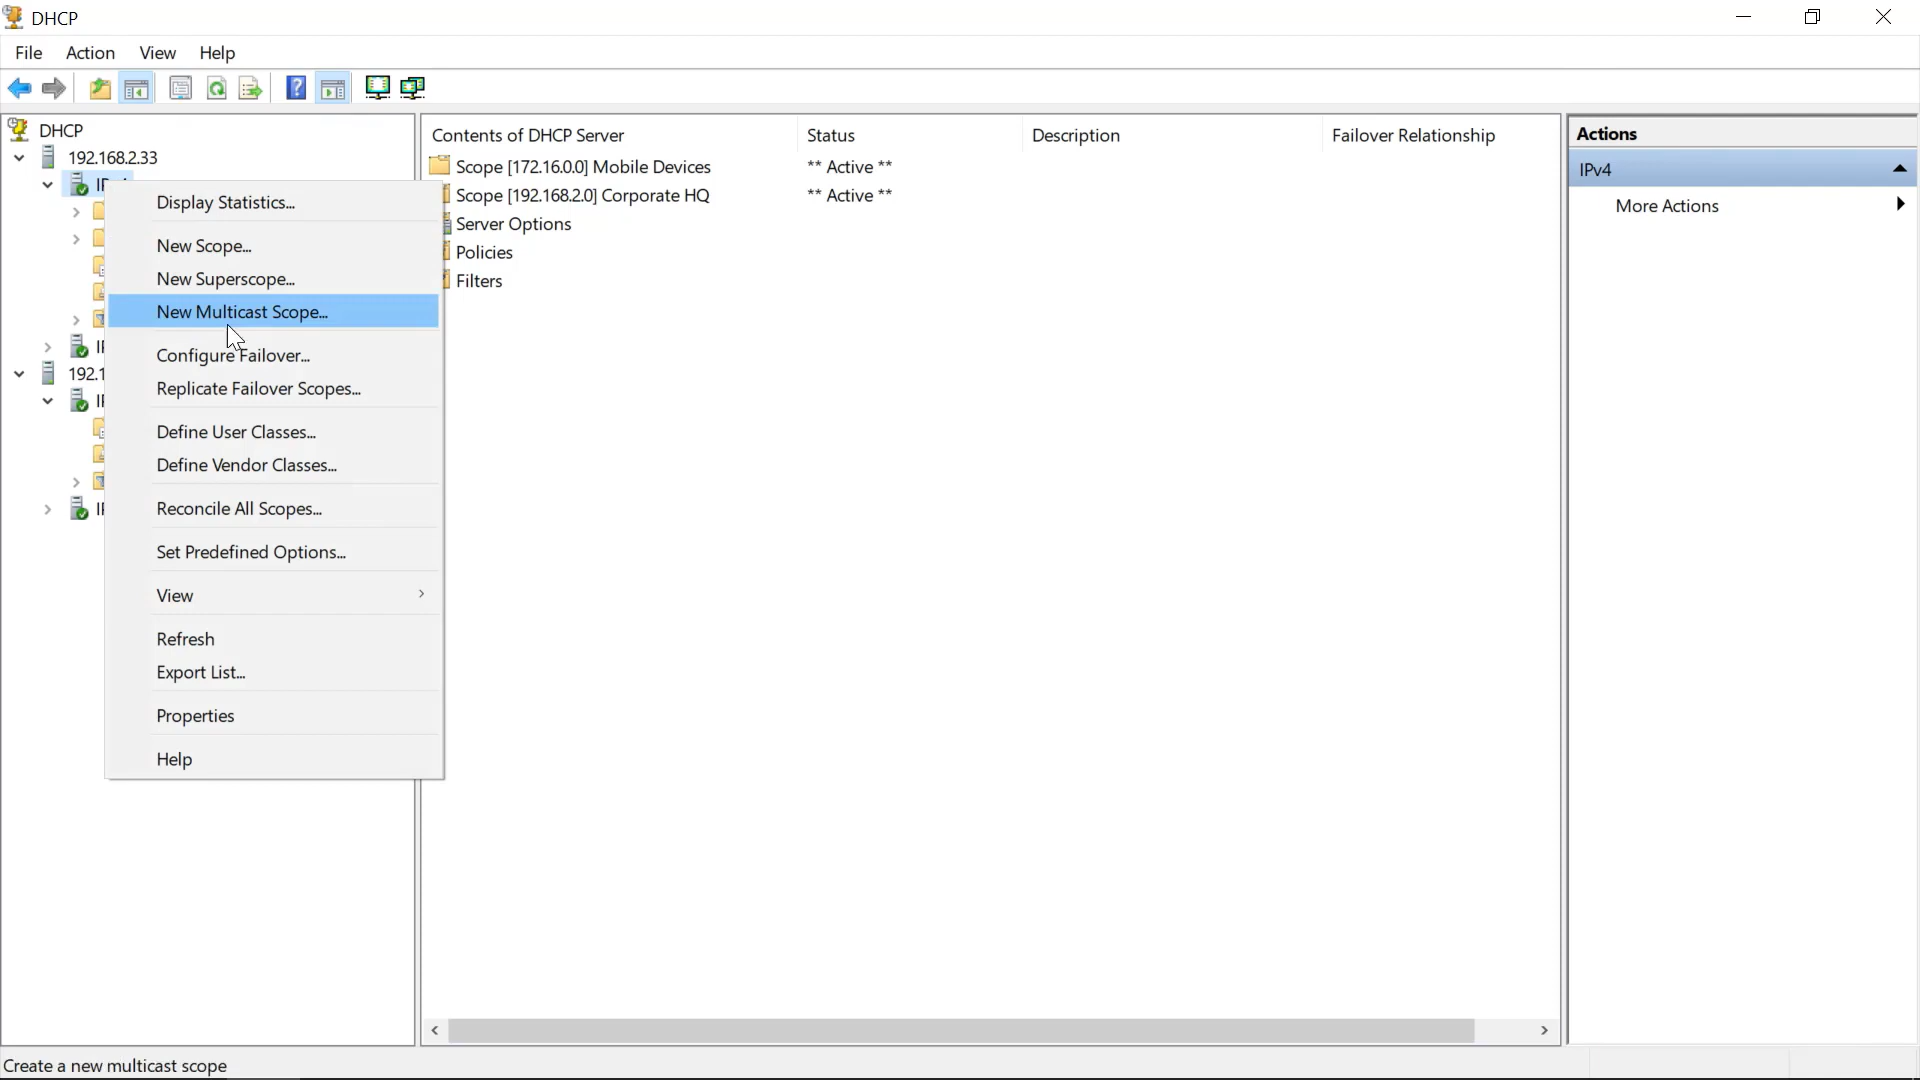 DHCP
File Action View Help
DHCP
192.168.2.33
Display Statistics...
New Scope...
New Superscope...
New Multicast Scope...
Configure Failover...
Replicate Failover Scopes...
Define User Classes...
Define Vendor Classes...
Reconcile All Scopes...
Set Predefined Options...
View
Refresh
Export List...
Properties
Help
192.1
Contents of DHCP Server Status Description Failover Relationship
Scope [172.16.0.0] Mobile Devices ** Active **
Scope [192.168.2.0] Corporate HQ ** Active **
Server Options
Policies
Filters
Actions
IPv4
More Actions
Create a new multicast scope